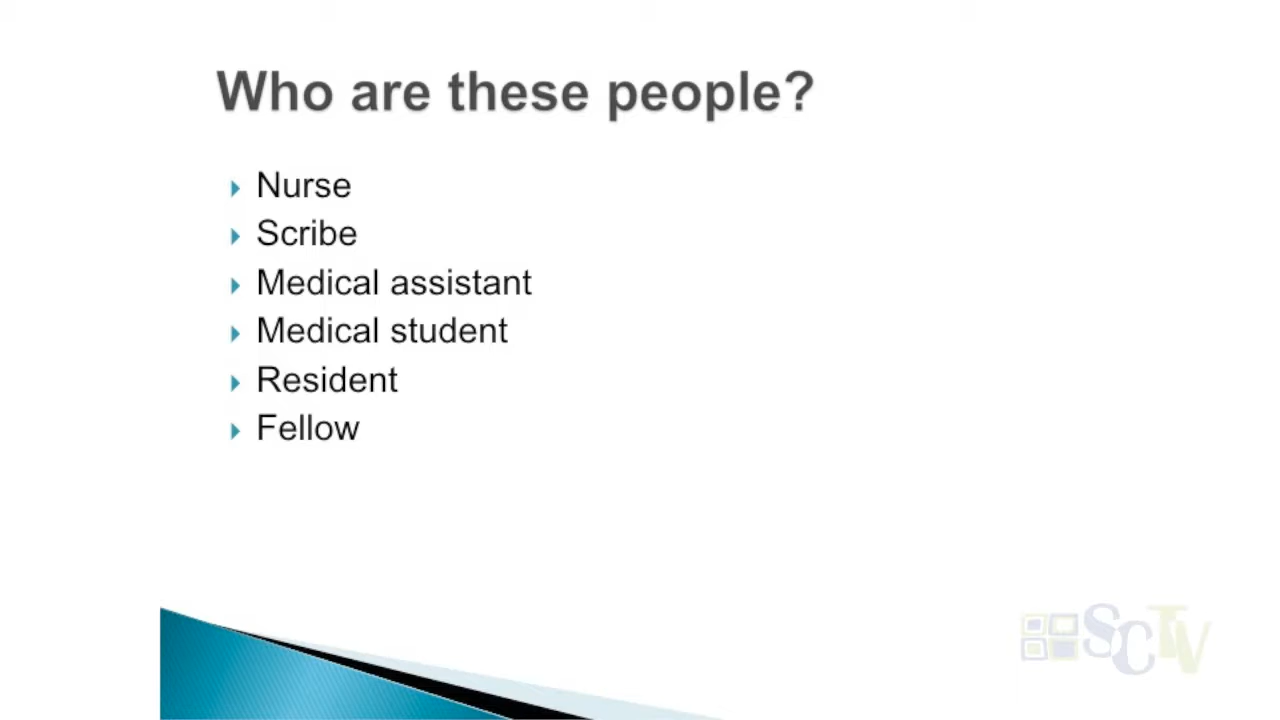 Who are these people?
Nurse
Scribe
Medical assistant
Medical student
Resident
Fellow
SCTV